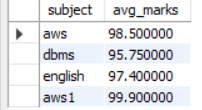 subject avg_marks
aws 98.500000
dbms 95.750000
english 97.400000
aws1 99.900000